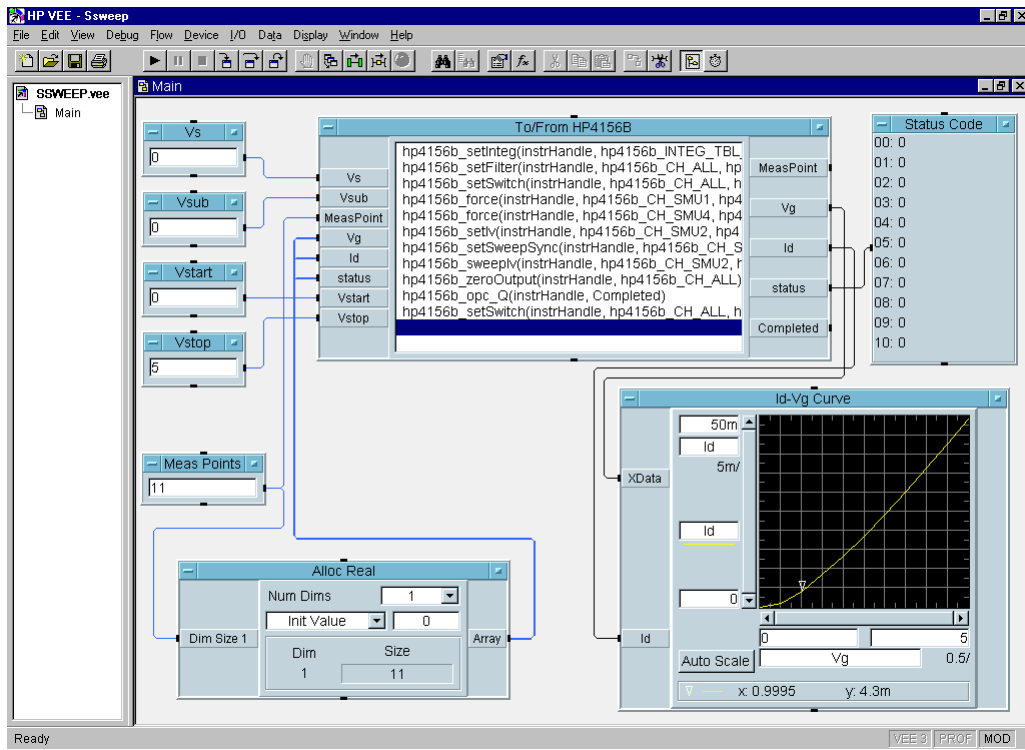 HP VEE - Ssweep
File Edit View Debug Flow Device I/O Data Display Window Help
SSWEEP.vee
Main
Main
Vs
0
Vsub
0
Vstart
0
Vstop
5
Meas Points
11
To/From HP4156B
Vs
Vsub
MeasPoint
Vg
Id
status
Vstart
Vstop
hp4156b_setInteg(instrHandle, hp4156b_INTEG_TBL_
hp4156b_setFilter(instrHandle, hp4156b_CH_ALL, hp
hp4156b_setSwitch(instrHandle, hp4156b_CH_ALL, h
hp4156b_force(instrHandle, hp4156b_CH_SMU1, hp4
hp4156b_force(instrHandle, hp4156b_CH_SMU4, hp4
hp4156b_setIv(instrHandle, hp4156b_CH_SMU2, hp4
hp4156b_setSweepSync(instrHandle, hp4156b_CH_S
hp4156b_sweepIv(instrHandle, hp4156b_CH_SMU2, h
hp4156b_zeroOutput(instrHandle, hp4156b_CH_ALL)
hp4156b_opc_Q(instrHandle, Completed)
hp4156b_setSwitch(instrHandle, hp4156b_CH_ALL, h
MeasPoint
Vg
Id
status
Completed
Status Code
00: 0
01: 0
02: 0
03: 0
04: 0
05: 0
06: 0
07: 0
08: 0
09: 0
10: 0
Alloc Real
Num Dims 1
Init Value 0
Dim Size 1
Dim Size
1 11
Array
Id-Vg Curve
XData
Id
50m
Id
5m/
Id
0
0 5
Auto Scale Vg 0.5/
x: 0.9995 y: 4.3m
Ready
VEE 3 PROF MOD